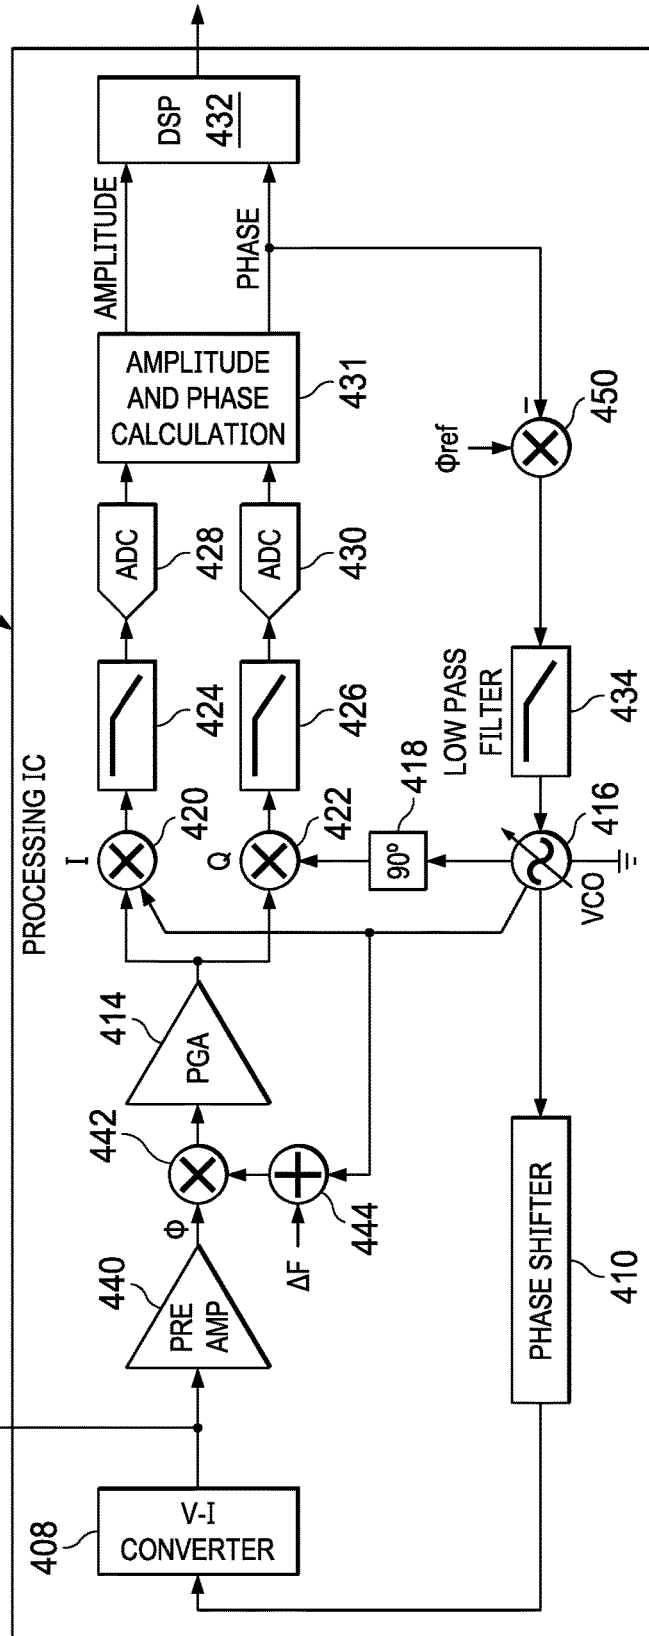 PROCESSING IC
408
V-I
CONVERTER
440
PRE
AMP
Φ
442
ΔF
444
414
PGA
I
420
Q
422
418
90º
424
426
ADC
428
ADC
430
AMPLITUDE
AND PHASE
CALCULATION
431
AMPLITUDE
PHASE
DSP
432
410
PHASE SHIFTER
VCO
416
LOW PASS
FILTER
434
Φref
–
450